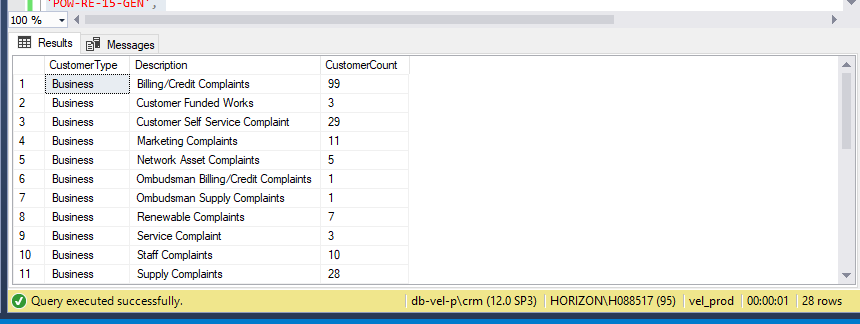 'POW-RE-15-GEN',
100 %
Results Messages
CustomerType Description CustomerCount
1 Business Billing/Credit Complaints 99
2 Business Customer Funded Works 3
3 Business Customer Self Service Complaint 29
4 Business Marketing Complaints 11
5 Business Network Asset Complaints 5
6 Business Ombudsman Billing/Credit Complaints 1
7 Business Ombudsman Supply Complaints 1
8 Business Renewable Complaints 7
9 Business Service Complaint 3
10 Business Staff Complaints 10
11 Business Supply Complaints 28
Query executed successfully. db-vel-p\crm (12.0 SP3) HORIZON\H088517 (95) vel_prod 00:00:01 28 rows